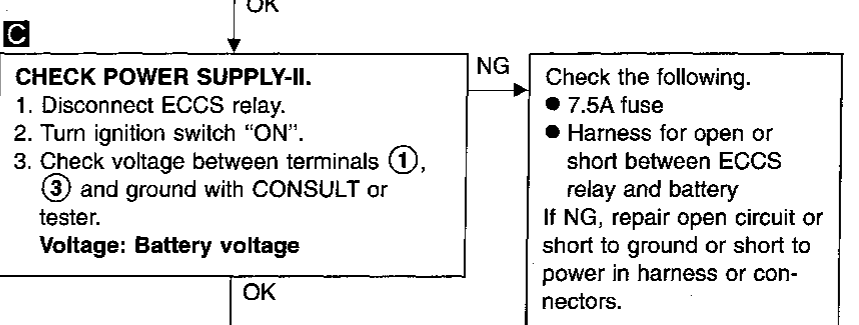 OK
C
CHECK POWER SUPPLY-II.
1. Disconnect ECCS relay.
2. Turn ignition switch "ON".
3. Check voltage between terminals ①,
③ and ground with CONSULT or
tester.
Voltage: Battery voltage
NG
Check the following.
● 7.5A fuse
● Harness for open or
short between ECCS
relay and battery
If NG, repair open circuit or
short to ground or short to
power in harness or con-
nectors.
OK